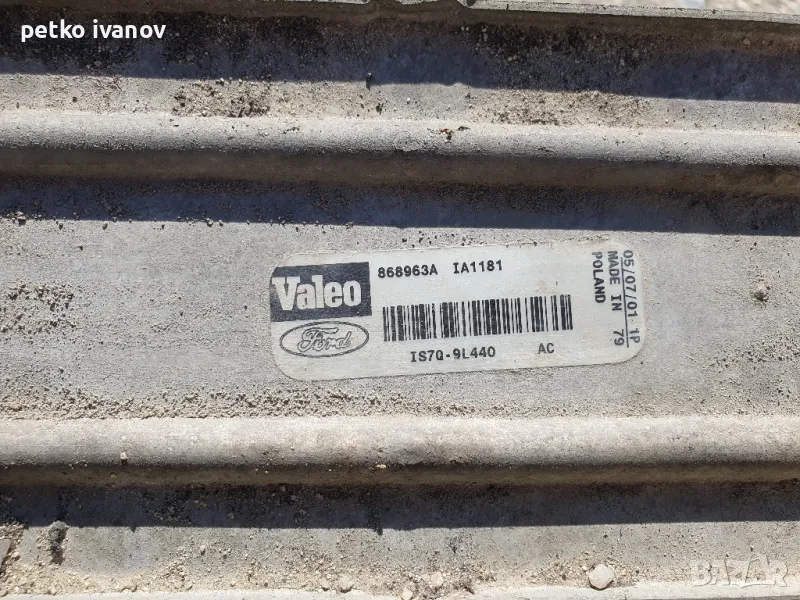 petko ivanov
Valeo
868963A IA1181
Ford
IS7Q-9L440 AC
05/07/01 1P
MADE IN 79
POLAND
BAZAR